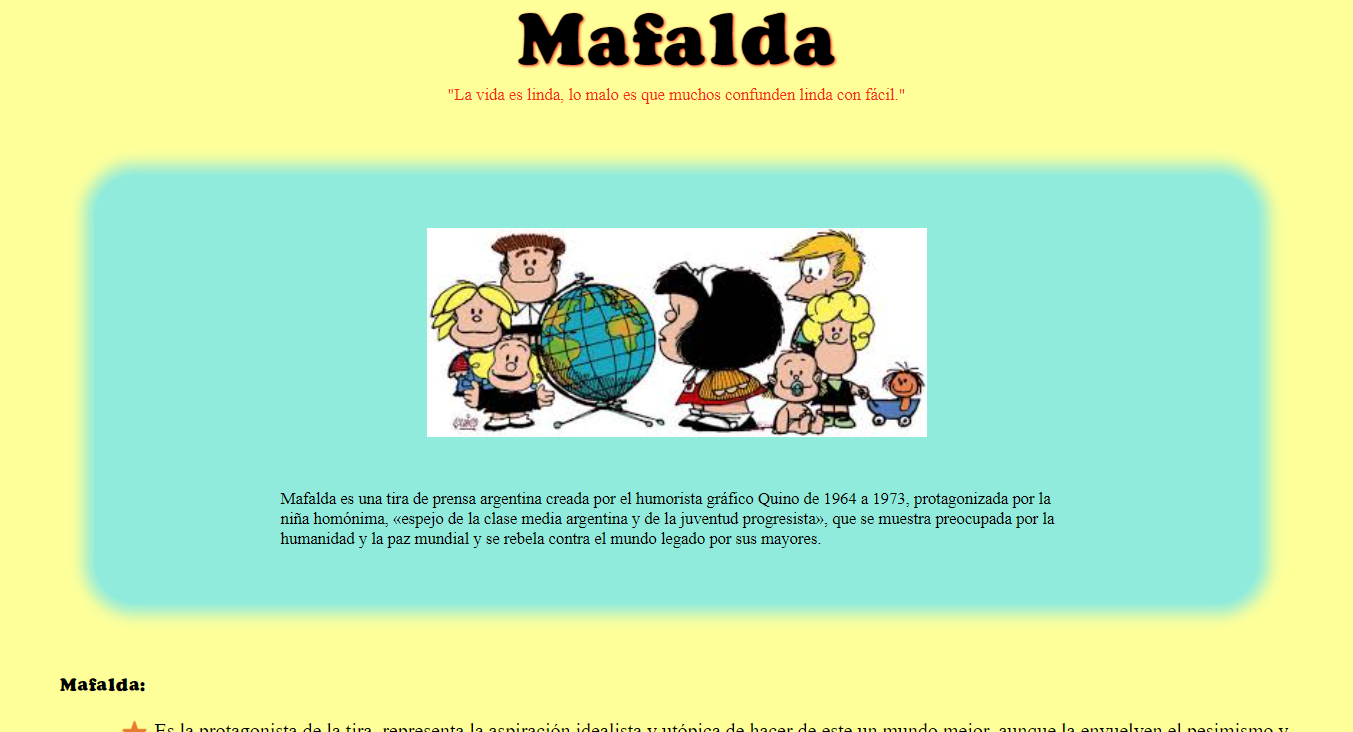 Mafalda
"La vida es linda, lo malo es que muchos confunden linda con fácil."
Mafalda es una tira de prensa argentina creada por el humorista gráfico Quino de 1964 a 1973, protagonizada por la
niña homónima, «espejo de la clase media argentina y de la juventud progresista», que se muestra preocupada por la
humanidad y la paz mundial y se rebela contra el mundo legado por sus mayores.
Mafalda:
Es la protagonista de la tira, representa la aspiración idealista y utópica de hacer de este un mundo mejor, aunque la envuelven el pesimismo y